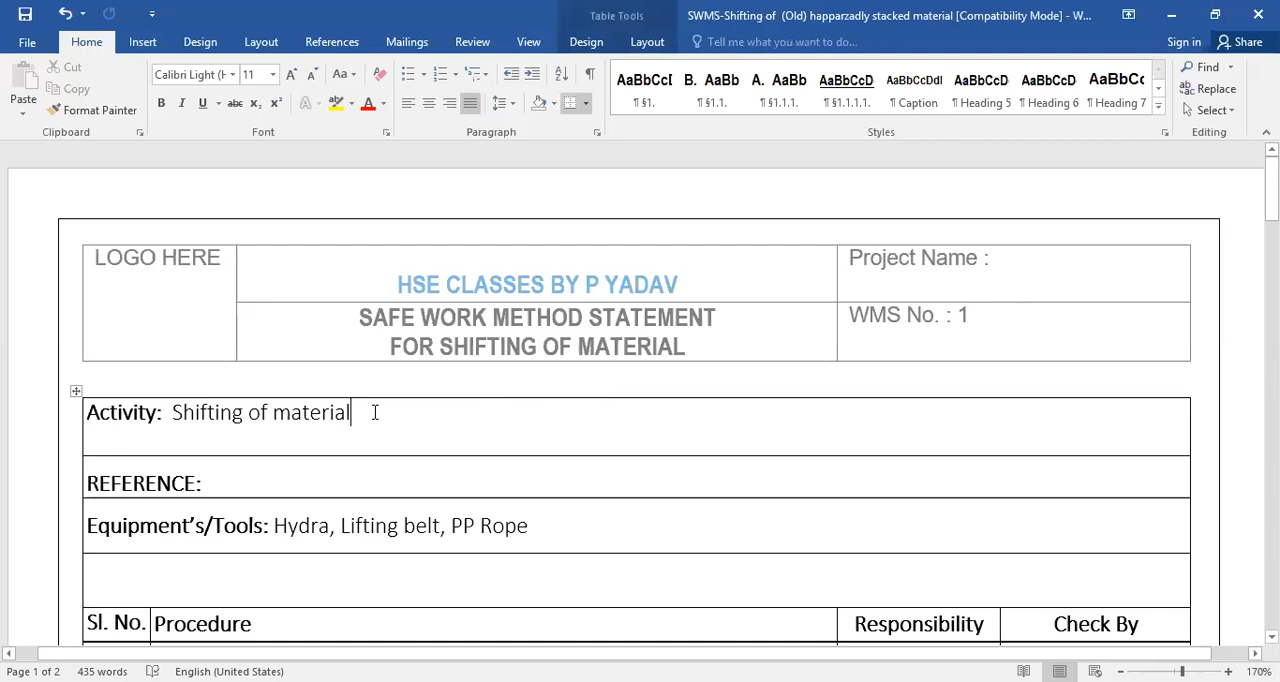 Table Tools
SWMS-Shifting of (Old) happarzadly stacked material [Compatibility Mode] - W...
File
Home
Insert
Design
Layout
References
Mailings
Review
View
Design
Layout
Tell me what you want to do...
Sign in
Share
Paste
Cut
Copy
Format Painter
Clipboard
Calibri Light (H
11
Aa
B I U abc x₂ x²
Font
Paragraph
AaBbCcI
¶ §1.
B. AaBb
¶ §1.1.
A. AaBb
¶ §1.1.1.
AaBbCcD
¶ §1.1.1.1.
AaBbCcDdI
¶ Caption
AaBbCcD
¶ Heading 5
AaBbCcD
¶ Heading 6
AaBbCc
¶ Heading 7
Styles
Find
Replace
Select
Editing
LOGO HERE
HSE CLASSES BY P YADAV
Project Name :
SAFE WORK METHOD STATEMENT
FOR SHIFTING OF MATERIAL
WMS No. : 1
Activity: Shifting of material
REFERENCE:
Equipment’s/Tools: Hydra, Lifting belt, PP Rope
Sl. No.
Procedure
Responsibility
Check By
Page 1 of 2
435 words
English (United States)
170%